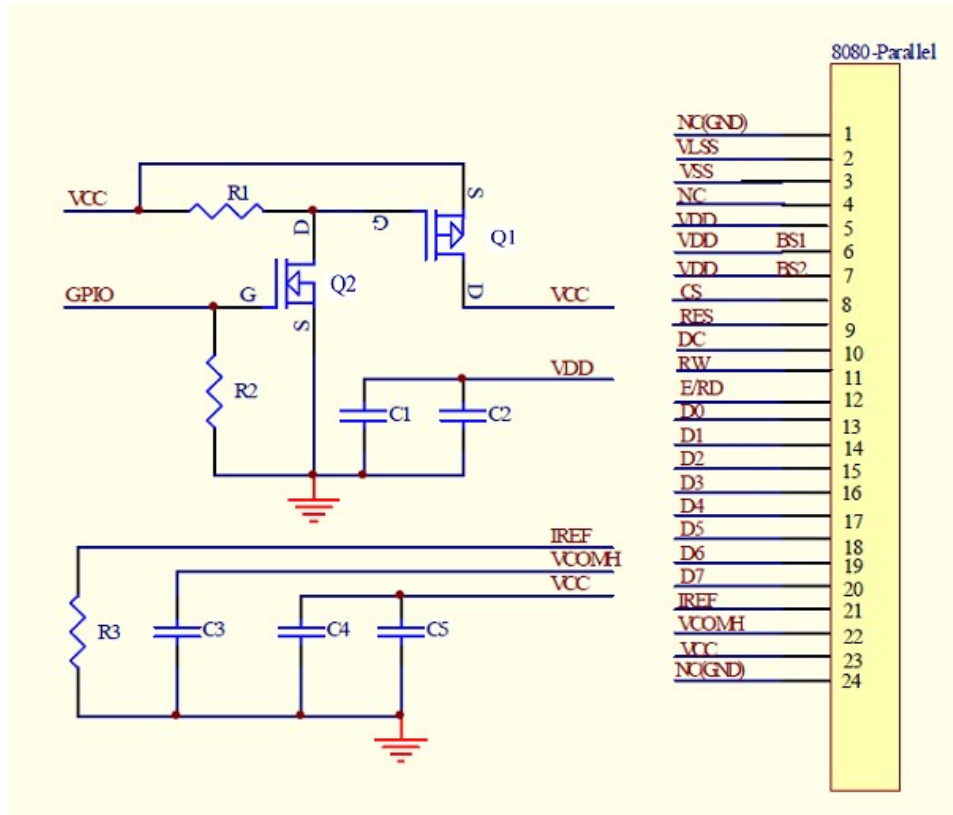 8080-Parallel
NC(GND) 1
VLSS 2
VSS 3
NC 4
VDD 5
VDD BS1 6
VDD BS2 7
CS 8
RES 9
DC 10
RW 11
E/RD 12
D0 13
D1 14
D2 15
D3 16
D4 17
D5 18
D6 19
D7 20
IREF 21
VCOMH 22
VCC 23
NC(GND) 24
VCC R1 S
D G Q1
GPIO G Q2 D VCC
S
VDD
R2 C1 C2
IREF
VCOMH
VCC
R3 C3 C4 C5